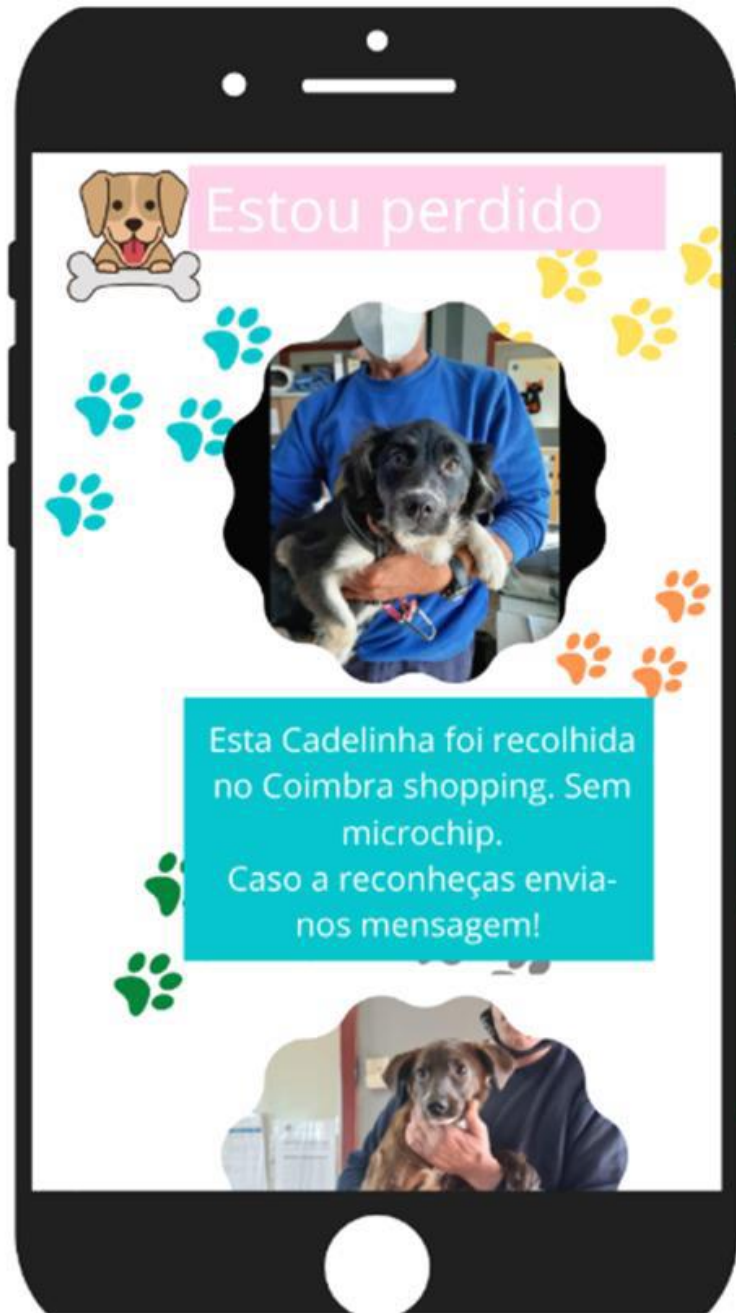 Estou perdido
Esta Cadelinha foi recolhida
no Coimbra shopping. Sem
microchip.
Caso a reconheças envia-
nos mensagem!